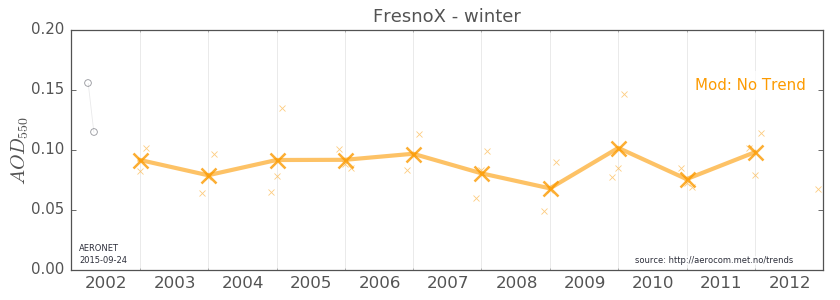 FresnoX - winter
0.20
0.15
0.10
0.05
0.00
AOD550
Mod: No Trend
AERONET
2015-09-24
source: http://aerocom.met.no/trends
2002 2003 2004 2005 2006 2007 2008 2009 2010 2011 2012